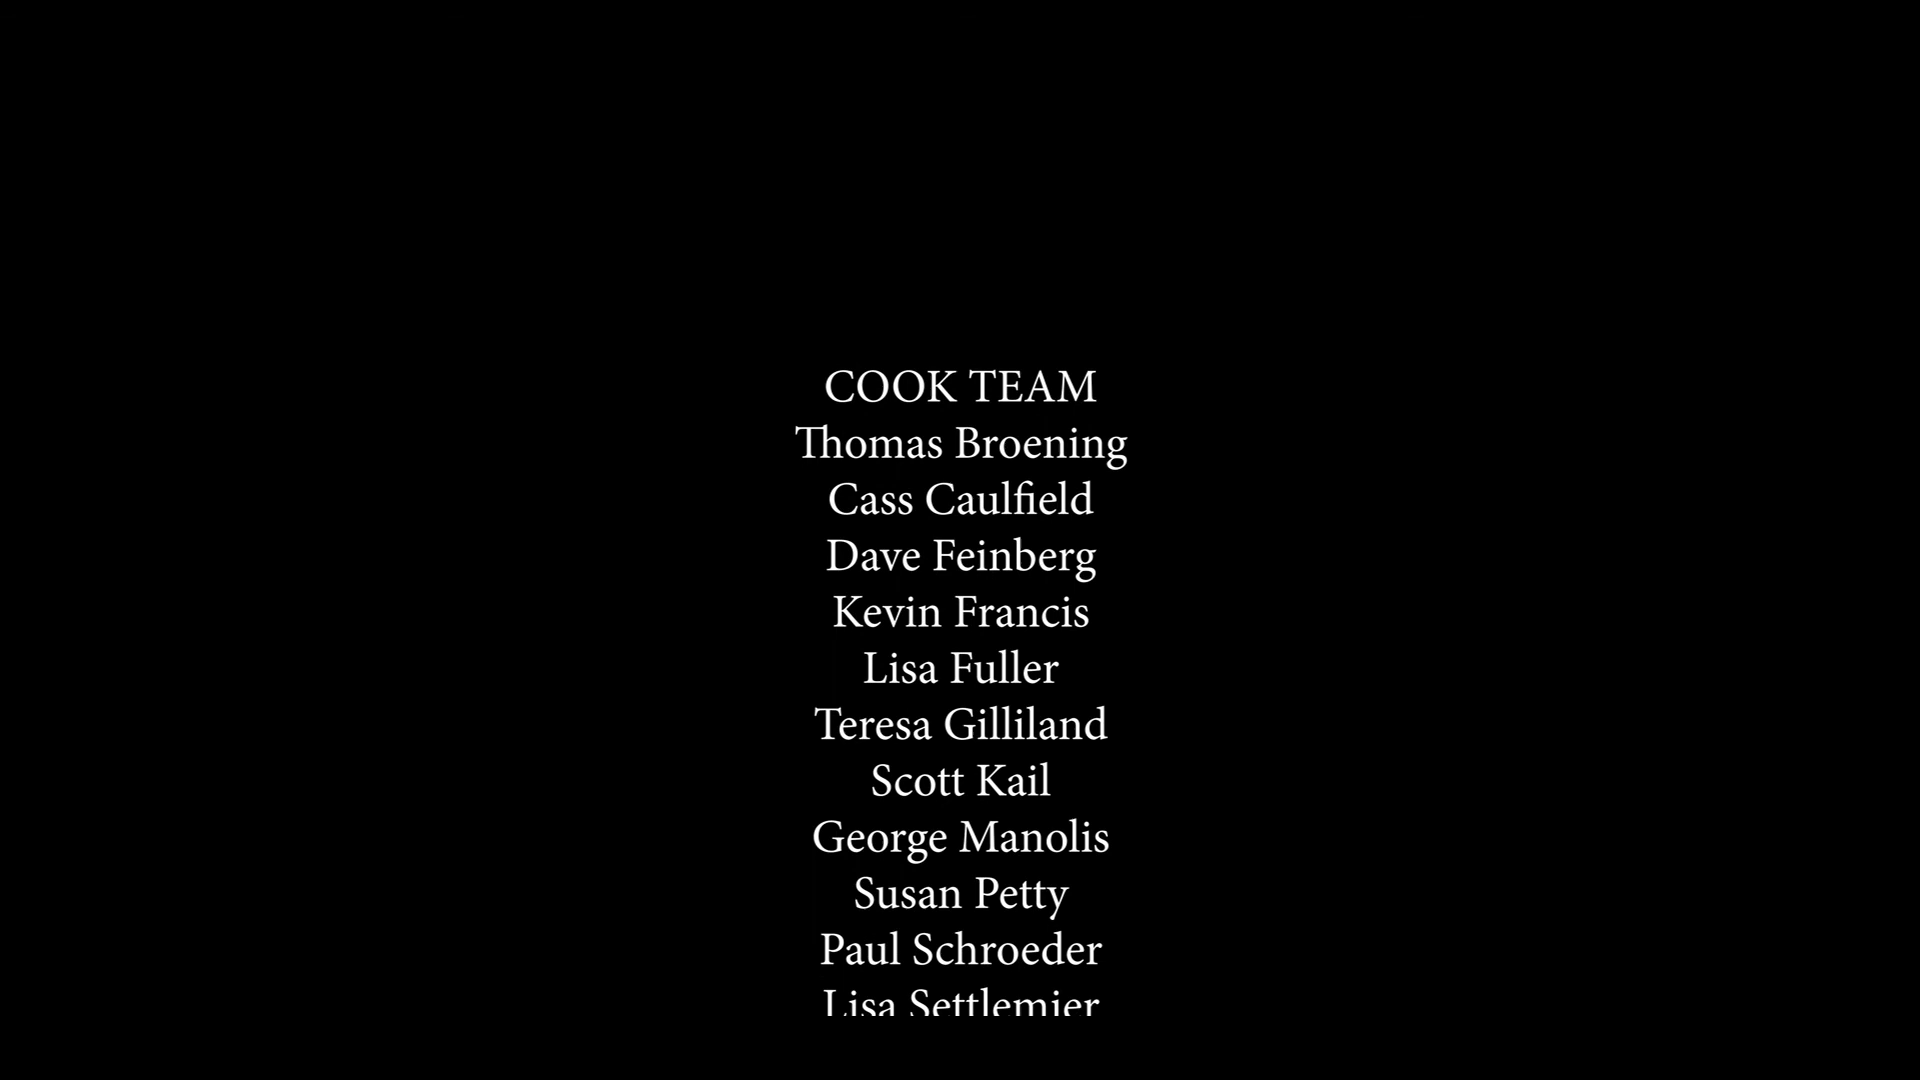 COOK TEAM
Thomas Broening
Cass Caulfield
Dave Feinberg
Kevin Francis
Lisa Fuller
Teresa Gilliland
Scott Kail
George Manolis
Susan Petty
Paul Schroeder
Lisa Settlemier